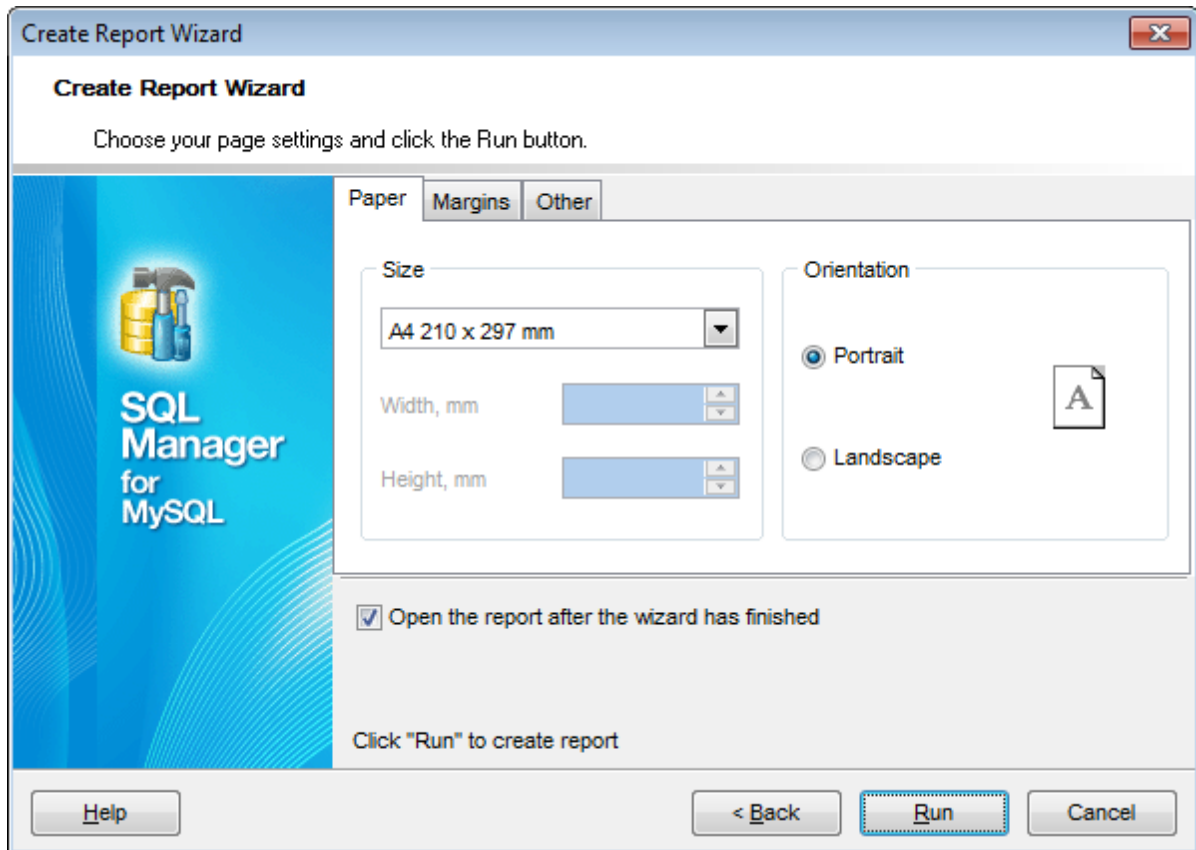 Create Report Wizard
Create Report Wizard
Choose your page settings and click the Run button.
Paper Margins Other
SQL
Manager
for
MySQL
Size
A4 210 x 297 mm
Width, mm
Height, mm
Orientation
Portrait
A
Landscape
Open the report after the wizard has finished
Click "Run" to create report
Help < Back Run Cancel